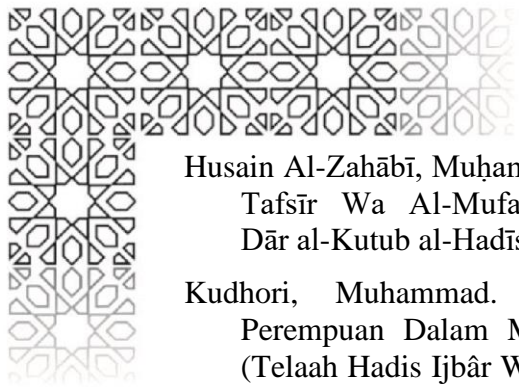 Husain Al-Zahābī, Muḥam
Tafsīr Wa Al-Mufa
Dār al-Kutub al-Hadīs
Kudhori, Muhammad.
Perempuan Dalam M
(Telaah Hadis Ijbâr W